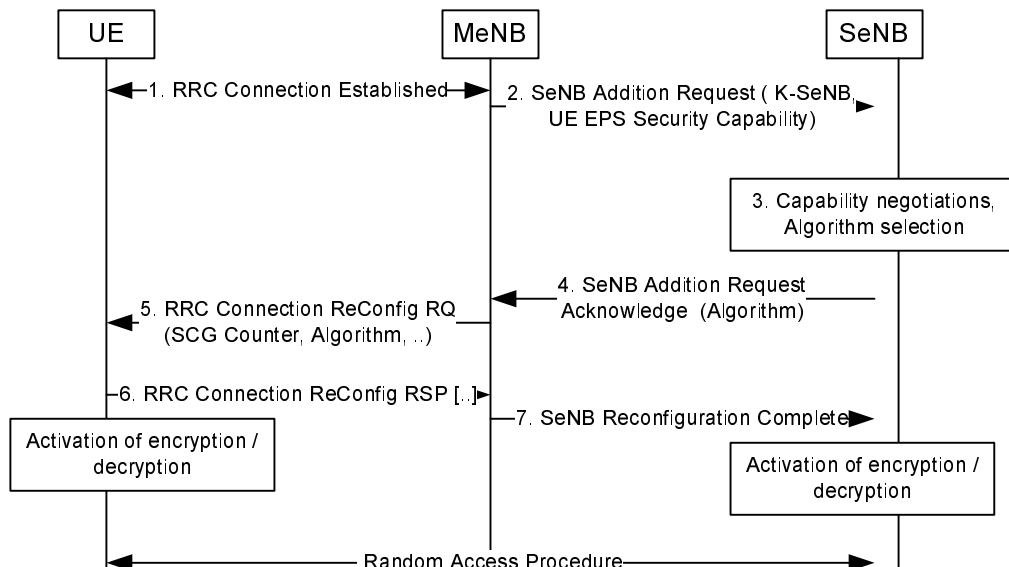 UE
MeNB
SeNB
1. RRC Connection Established
2. SeNB Addition Request ( K-SeNB,
UE EPS Security Capability)
3. Capability negotiations,
Algorithm selection
4. SeNB Addition Request
Acknowledge (Algorithm)
5. RRC Connection ReConfig RQ
(SCG Counter, Algorithm, ..)
6. RRC Connection ReConfig RSP [..]
7. SeNB Reconfiguration Complete
Activation of encryption /
decryption
Activation of encryption /
decryption
Random Access Procedure